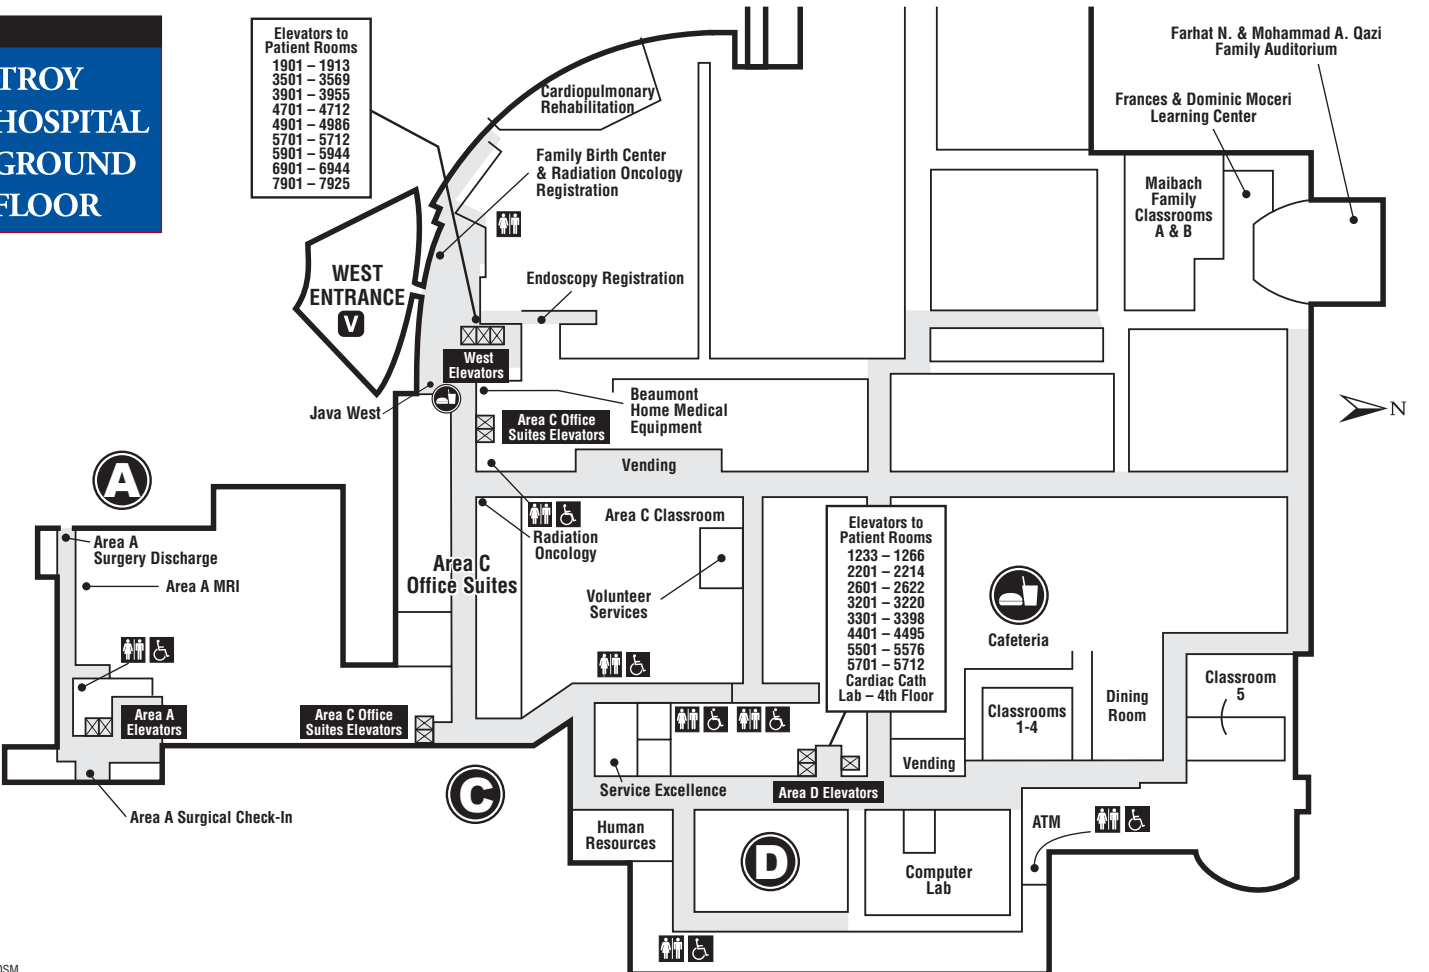 TROY
HOSPITAL
GROUND
FLOOR
Elevators to
Patient Rooms
1901 – 1913
3501 – 3569
3901 – 3955
4701 – 4712
4901 – 4986
5701 – 5712
5901 – 5944
6901 – 6944
7901 – 7925
Cardiopulmonary
Rehabilitation
Family Birth Center
& Radiation Oncology
Registration
Farhat N. & Mohammad A. Qazi
Family Auditorium
Frances & Dominic Moceri
Learning Center
Maibach
Family
Classrooms
A & B
WEST
ENTRANCE
V
Endoscopy Registration
West
Elevators
Java West
Beaumont
Home Medical
Equipment
Area C Office
Suites Elevators
N
Vending
A
Area A
Surgery Discharge
Area A MRI
Area C
Office Suites
Radiation
Oncology
Area C Classroom
Volunteer
Services
Elevators to
Patient Rooms
1233 – 1266
2201 – 2214
2601 – 2622
3201 – 3220
3301 – 3398
4401 – 4495
5501 – 5576
5701 – 5712
Cardiac Cath
Lab – 4th Floor
Cafeteria
Classroom
5
Dining
Room
Classrooms
1-4
Area A
Elevators
Area C Office
Suites Elevators
Vending
C
Service Excellence
Area D Elevators
Area A Surgical Check-In
Human
Resources
D
Computer
Lab
ATM